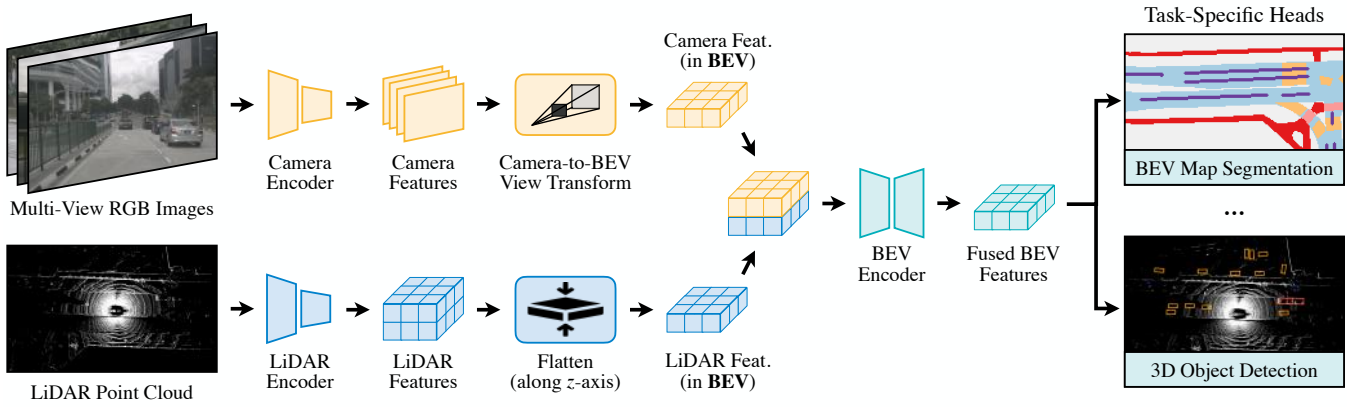 Task-Specific Heads
Camera Feat.
(in BEV)
Camera
Encoder
Camera
Features
Camera-to-BEV
View Transform
Multi-View RGB Images
BEV Map Segmentation
...
BEV
Encoder
Fused BEV
Features
LiDAR
Encoder
LiDAR
Features
Flatten
(along z-axis)
LiDAR Feat.
(in BEV)
LiDAR Point Cloud
3D Object Detection